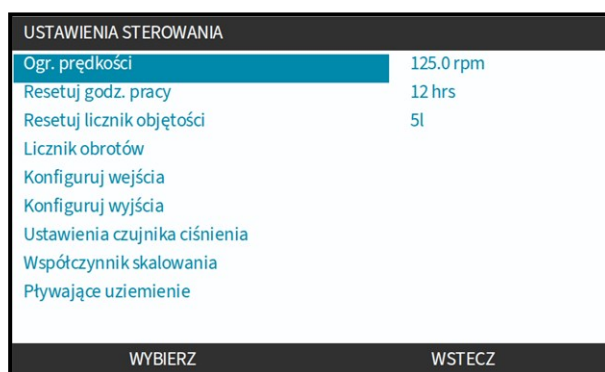 USTAWIENIA STEROWANIA
Ogr. prędkości 125.0 rpm
Resetuj godz. pracy 12 hrs
Resetuj licznik objętości 5l
Licznik obrotów
Konfiguruj wejścia
Konfiguruj wyjścia
Ustawienia czujnika ciśnienia
Współczynnik skalowania
Pływające uziemienie
WYBIERZ WSTECZ